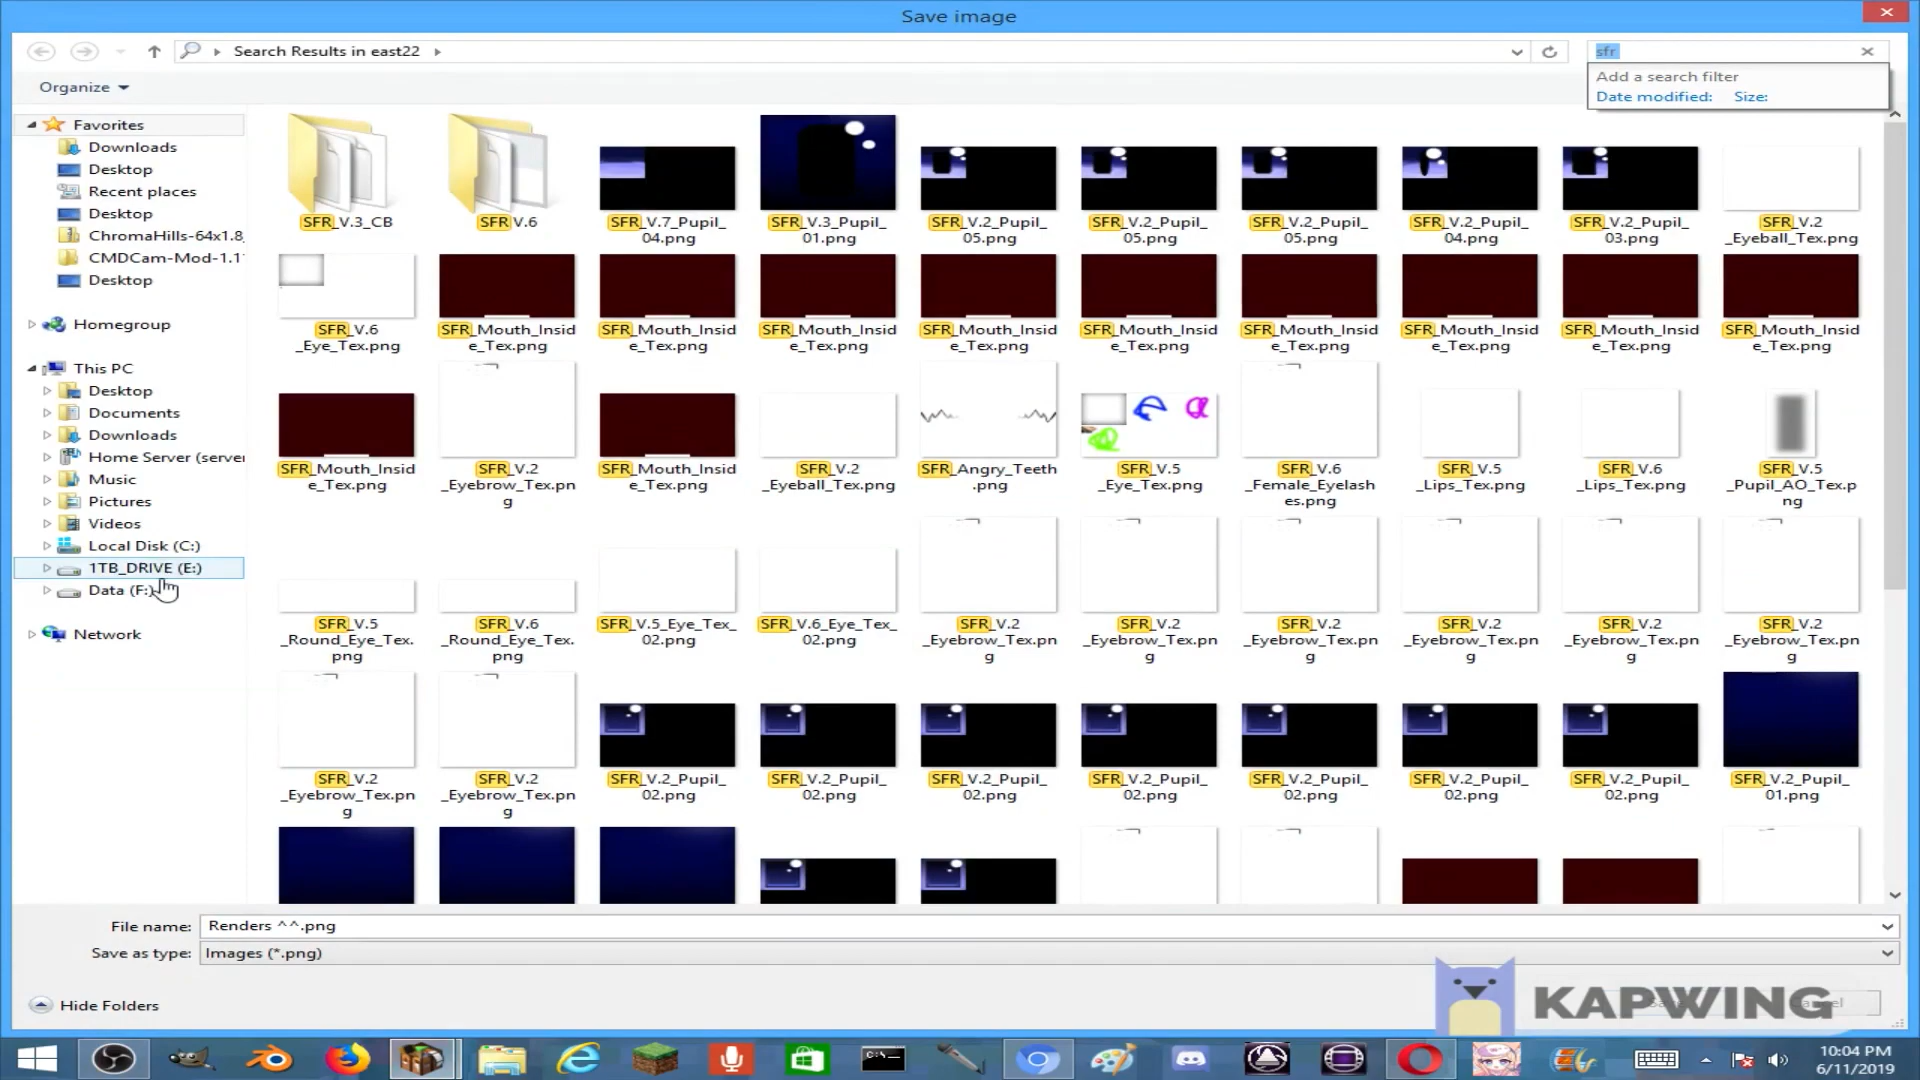 Save image
Search Results in east22
sfr
Add a search filter
Date modified: Size:
Organize
Favorites
Downloads
Desktop
Recent places
Desktop
ChromaHills-64x1.8
CMDCam-Mod-1.1
Desktop
Homegroup
This PC
Desktop
Documents
Downloads
Home Server (server
Music
Pictures
Videos
Local Disk (C:)
1TB_DRIVE (E:)
Data (F:)
Network
SFR_V.3_CB
SFR V.6
SFR_V.7_Pupil_
04.png
SFR_V.3_Pupil_
01.png
SFR_V.2_Pupil_
05.png
SFR_V.2_Pupil_
05.png
SFR_V.2_Pupil_
05.png
SFR_V.2_Pupil_
04.png
SFR_V.2_Pupil_
03.png
SFR_V.2
_Eyeball_Tex.png
SFR_V.6
_Eye_Tex.png
SFR_Mouth_Insid
e_Tex.png
SFR_Mouth_Insid
e_Tex.png
SFR_Mouth_Insid
e_Tex.png
SFR_Mouth_Insid
e_Tex.png
SFR_Mouth_Insid
e_Tex.png
SFR_Mouth_Insid
e_Tex.png
SFR_Mouth_Insid
e_Tex.png
SFR_Mouth_Insid
e_Tex.png
SFR_Mouth_Insid
e_Tex.png
SFR_Mouth_Insid
e_Tex.png
SFR_V.2
_Eyebrow_Tex.pn
g
SFR_Mouth_Insid
e_Tex.png
SFR_V.2
_Eyeball_Tex.png
SFR_Angry_Teeth
.png
SFR_V.5
_Eye_Tex.png
SFR_V.6
_Female_Eyelash
es.png
SFR_V.5
_Lips_Tex.png
SFR_V.6
_Lips_Tex.png
SFR_V.5
_Pupil_AO_Tex.p
ng
SFR_V.5
_Round_Eye_Tex.
png
SFR_V.6
_Round_Eye_Tex.
png
SFR_V.5_Eye_Tex_
02.png
SFR_V.6_Eye_Tex_
02.png
SFR_V.2
_Eyebrow_Tex.pn
g
SFR_V.2
_Eyebrow_Tex.pn
g
SFR_V.2
_Eyebrow_Tex.pn
g
SFR_V.2
_Eyebrow_Tex.pn
g
SFR_V.2
_Eyebrow_Tex.pn
g
SFR_V.2
_Eyebrow_Tex.pn
g
SFR_V.2
_Eyebrow_Tex.pn
g
SFR_V.2
_Eyebrow_Tex.pn
g
SFR_V.2_Pupil_
02.png
SFR_V.2_Pupil_
02.png
SFR_V.2_Pupil_
02.png
SFR_V.2_Pupil_
02.png
SFR_V.2_Pupil_
02.png
SFR_V.2_Pupil_
02.png
SFR_V.2_Pupil_
02.png
SFR_V.2_Pupil_
01.png
File name: Renders ^^.png
Save as type: Images (*.png)
Hide Folders
KAPWING
10:04 PM
6/11/2019